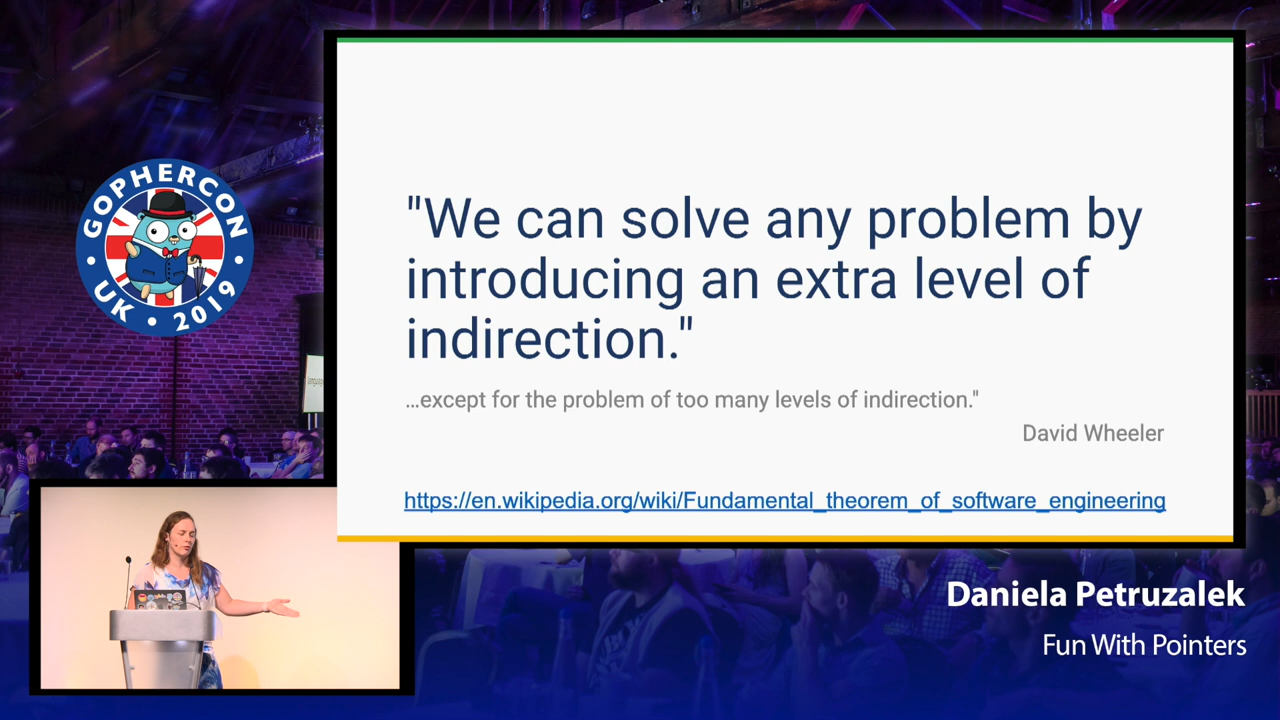 GOPHERCON
UK • 2019
"We can solve any problem by
introducing an extra level of
indirection."
...except for the problem of too many levels of indirection."
David Wheeler
https://en.wikipedia.org/wiki/Fundamental_theorem_of_software_engineering
Daniela Petruzalek
Fun With Pointers